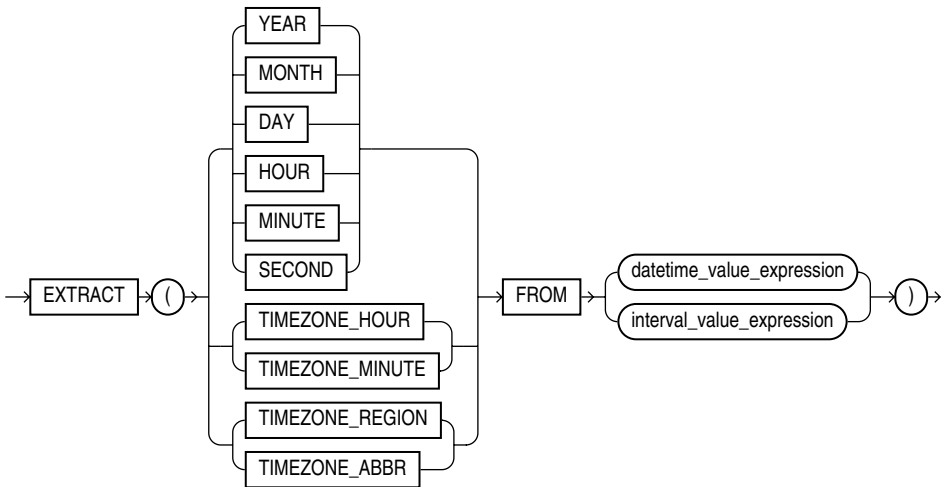 YEAR
MONTH
DAY
HOUR
MINUTE
SECOND
EXTRACT ( FROM datetime_value_expression interval_value_expression )
TIMEZONE_HOUR
TIMEZONE_MINUTE
TIMEZONE_REGION
TIMEZONE_ABBR